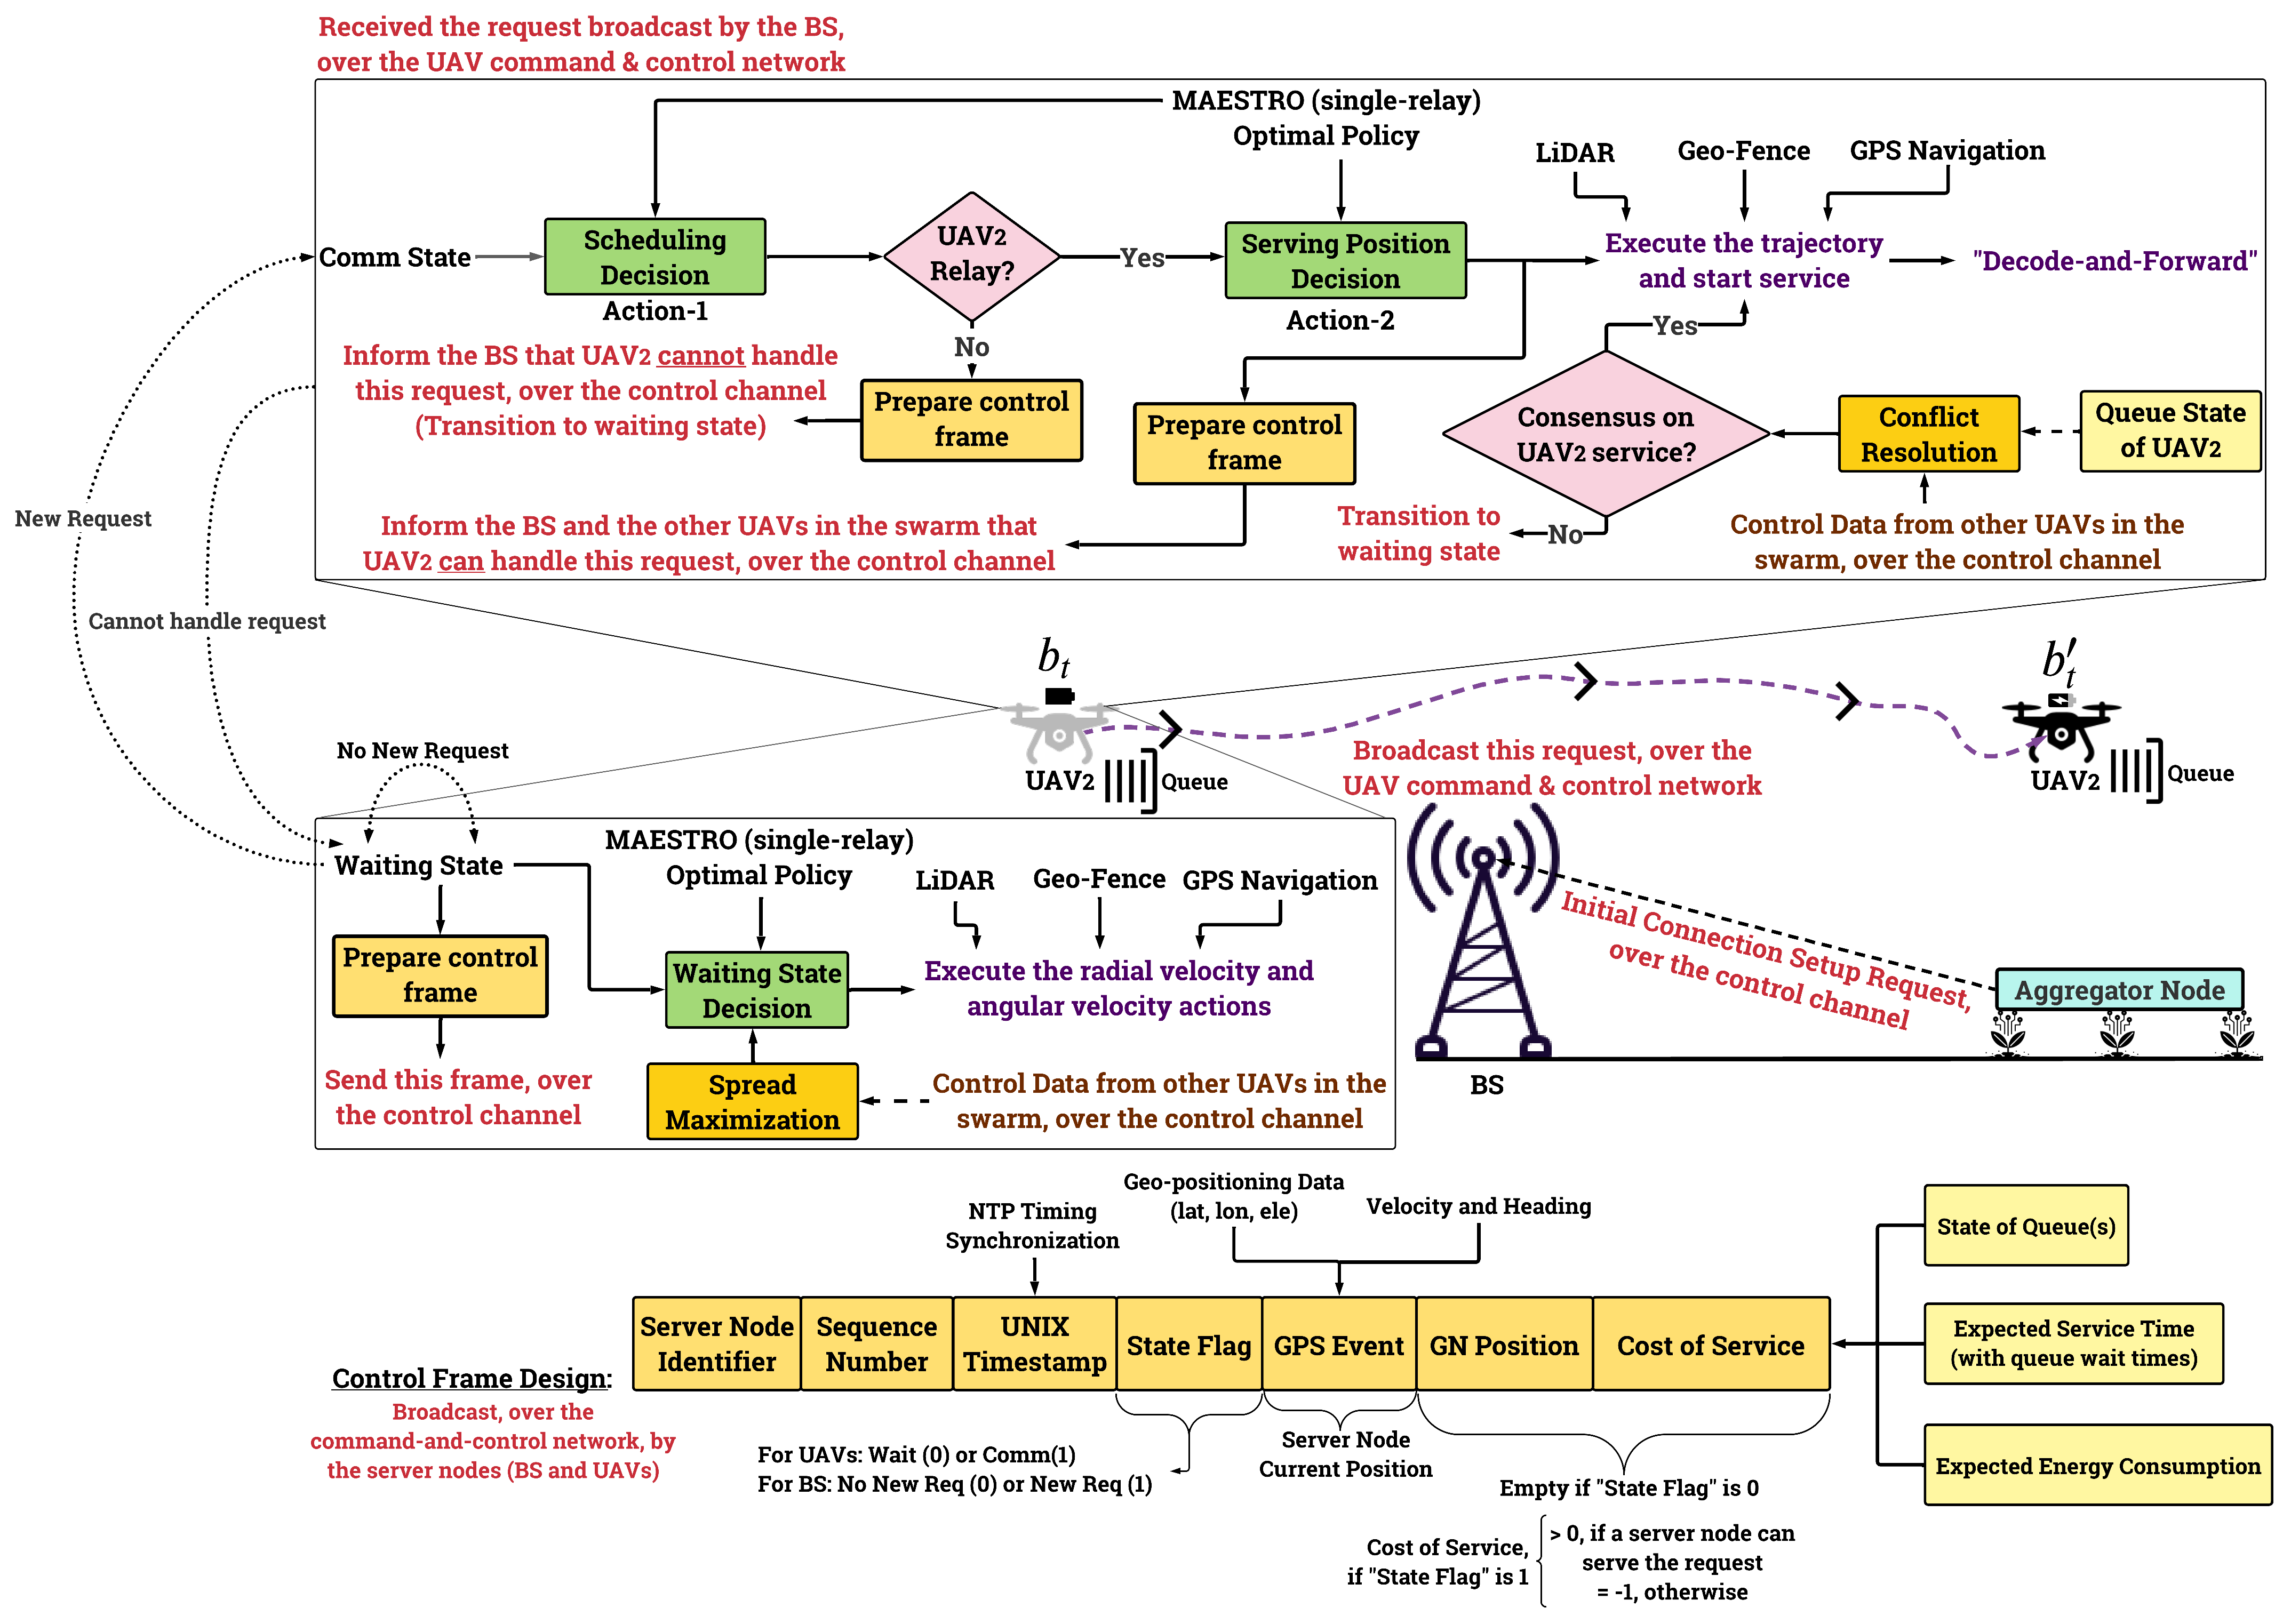 Received the request broadcast by the BS,
over the UAV command & control network
MAESTRO (single-relay)
Optimal Policy
LiDAR
Geo-Fence
GPS Navigation
Comm State
Scheduling
Decision
Action-1
UAV2
Relay?
Yes
Serving Position
Decision
Action-2
Execute the trajectory
and start service
"Decode-and-Forward"
No
Yes
Inform the BS that UAV2 cannot handle
this request, over the control channel
(Transition to waiting state)
Prepare control
frame
Prepare control
frame
Consensus on
UAV2 service?
Conflict
Resolution
Queue State
of UAV2
Inform the BS and the other UAVs in the swarm that
UAV2 can handle this request, over the control channel
Transition to
waiting state
No
Control Data from other UAVs in the
swarm, over the control channel
New Request
Cannot handle request
No New Request
b_t
UAV2
Queue
b′_t
UAV2
Queue
Broadcast this request, over the
UAV command & control network
Waiting State
MAESTRO (single-relay)
Optimal Policy
LiDAR
Geo-Fence
GPS Navigation
Prepare control
frame
Waiting State
Decision
Execute the radial velocity and
angular velocity actions
Send this frame, over
the control channel
Spread
Maximization
Control Data from other UAVs in the
swarm, over the control channel
Initial Connection Setup Request,
over the control channel
Aggregator Node
BS
NTP Timing
Synchronization
Geo-positioning Data
(lat, lon, ele)
Velocity and Heading
Control Frame Design:
Broadcast, over the
command-and-control network, by
the server nodes (BS and UAVs)
Server Node
Identifier
Sequence
Number
UNIX
Timestamp
State Flag
GPS Event
GN Position
Cost of Service
State of Queue(s)
Expected Service Time
(with queue wait times)
Expected Energy Consumption
For UAVs: Wait (0) or Comm(1)
For BS: No New Req (0) or New Req (1)
Server Node
Current Position
Empty if "State Flag" is 0
Cost of Service,
if "State Flag" is 1
> 0, if a server node can
serve the request
= -1, otherwise